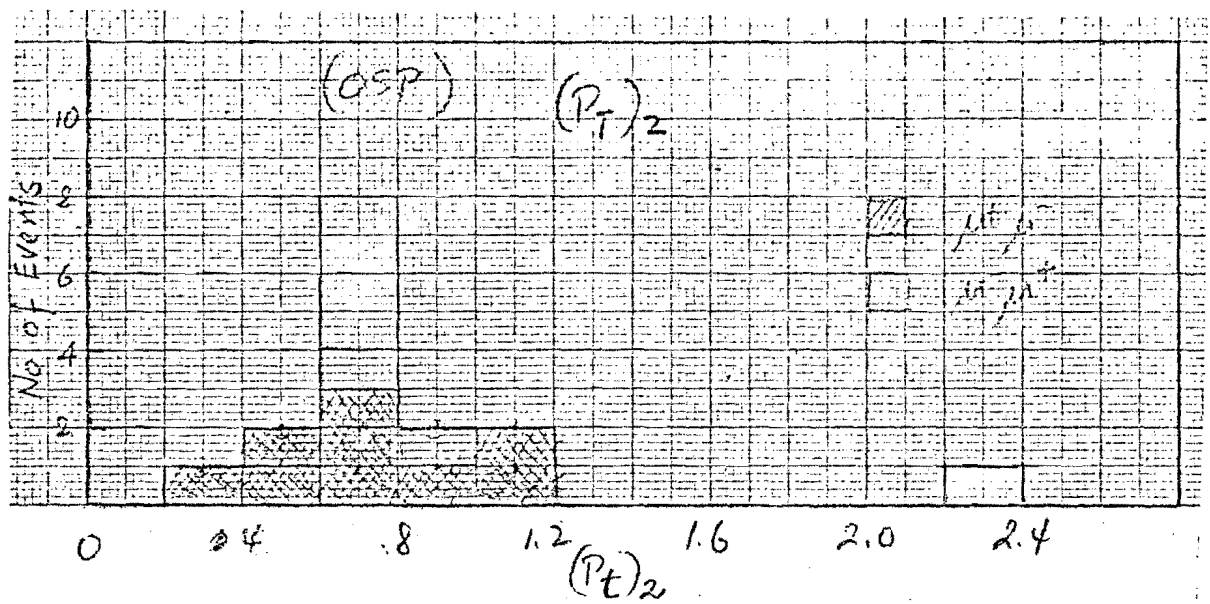 (OSP)
(P_T)_2
10
8
6
4
2
No of Events
μ+ μ-
μ- μ+
0 .4 .8 1.2 1.6 2.0 2.4
(Pt)_2